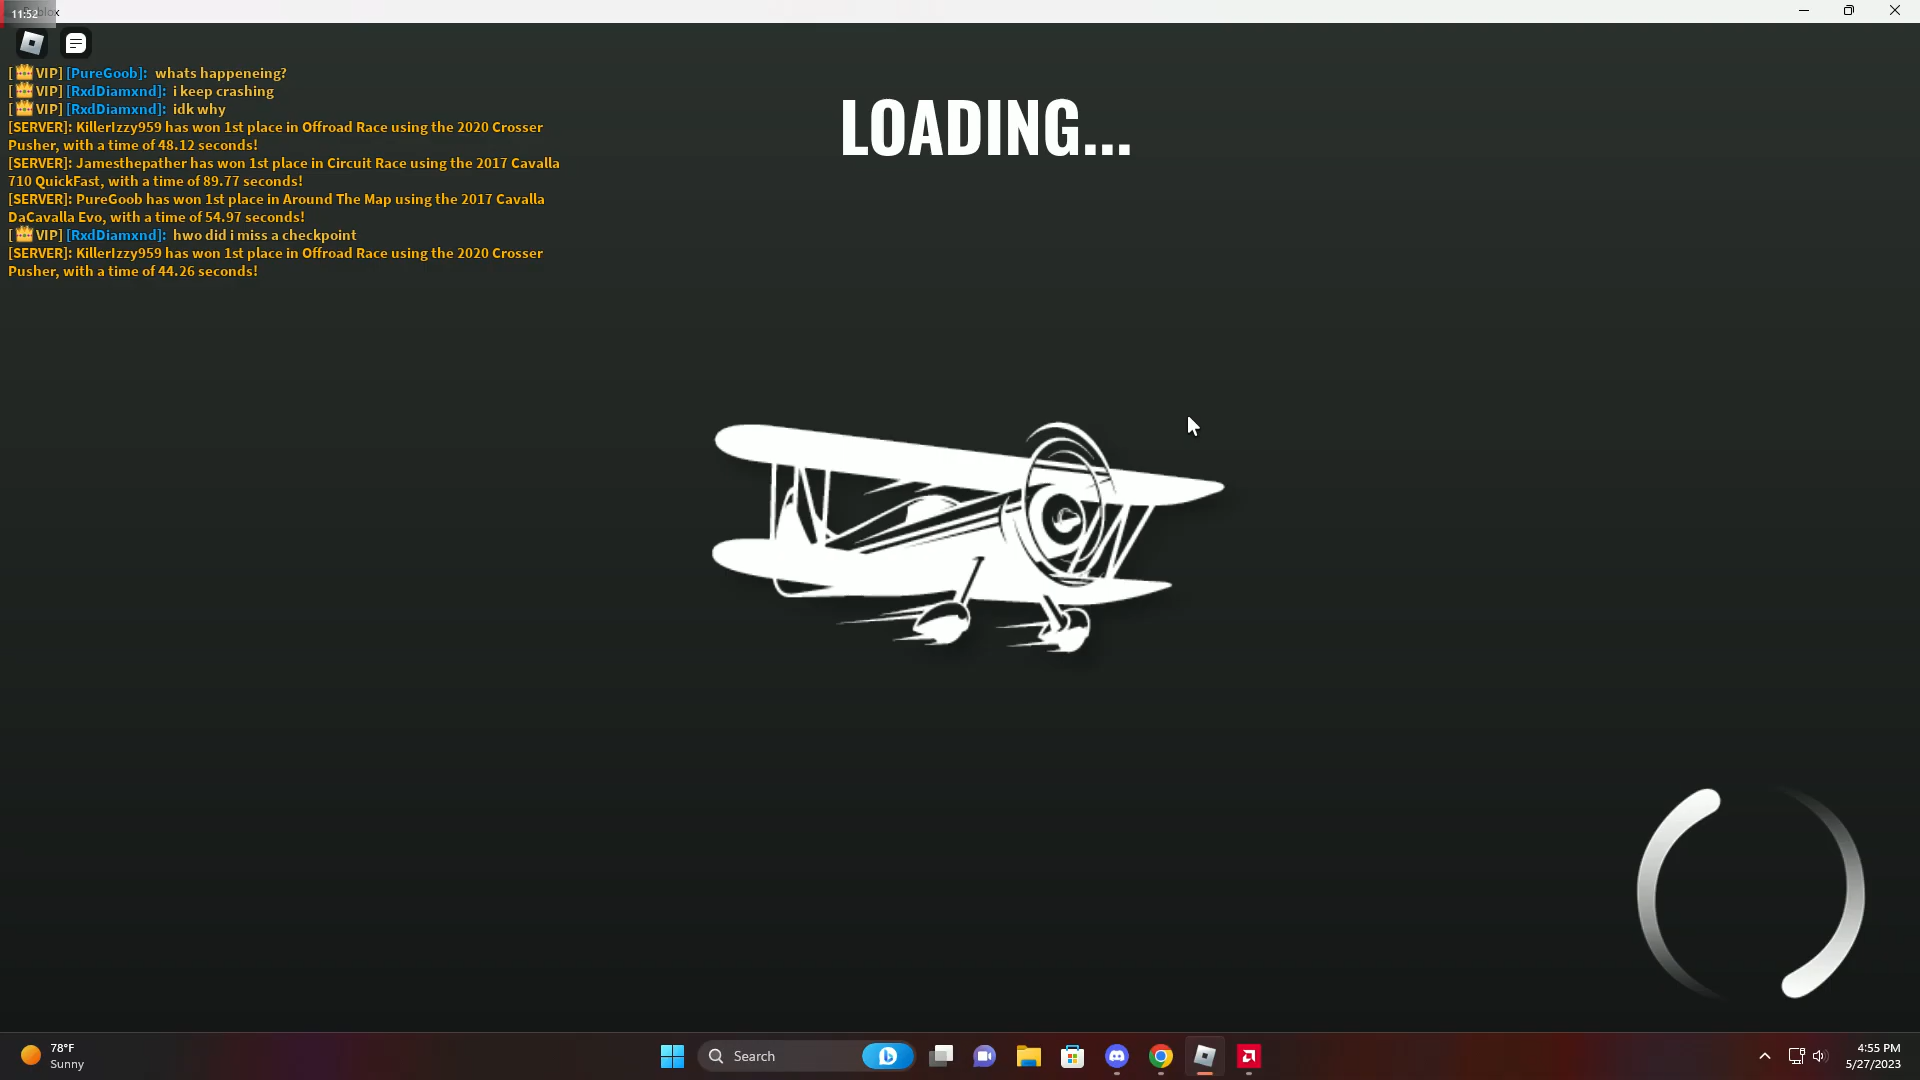 11:52
[👑VIP] [PureGoob]: whats happeneing?
[👑VIP] [RxdDiamxnd]: i keep crashing
[👑VIP] [RxdDiamxnd]: idk why
[SERVER]: KillerIzzy959 has won 1st place in Offroad Race using the 2020 Crosser
Pusher, with a time of 48.12 seconds!
[SERVER]: Jamesthepather has won 1st place in Circuit Race using the 2017 Cavalla
710 QuickFast, with a time of 89.77 seconds!
[SERVER]: PureGoob has won 1st place in Around The Map using the 2017 Cavalla
DaCavalla Evo, with a time of 54.97 seconds!
[👑VIP] [RxdDiamxnd]: hwo did i miss a checkpoint
[SERVER]: KillerIzzy959 has won 1st place in Offroad Race using the 2020 Crosser
Pusher, with a time of 44.26 seconds!
LOADING...
78°F
Sunny
Search
4:55 PM
5/27/2023